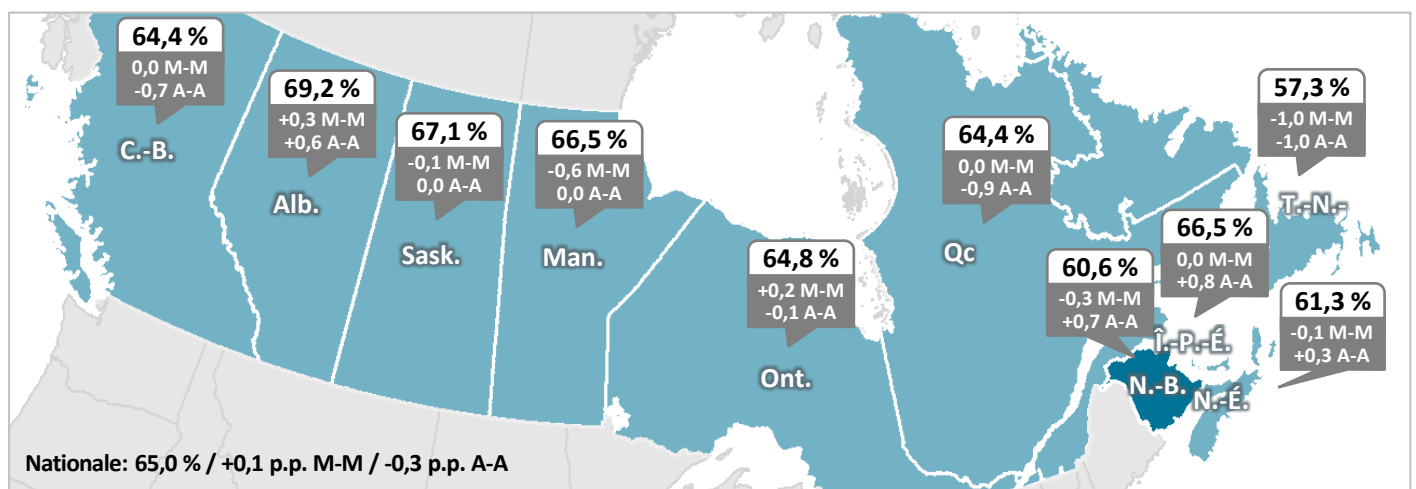 64,4 %
0,0 M-M
-0,7 A-A
C.-B.
69,2 %
+0,3 M-M
+0,6 A-A
Alb.
67,1 %
-0,1 M-M
0,0 A-A
Sask.
66,5 %
-0,6 M-M
0,0 A-A
Man.
64,8 %
+0,2 M-M
-0,1 A-A
Ont.
64,4 %
0,0 M-M
-0,9 A-A
Qc
57,3 %
-1,0 M-M
-1,0 A-A
T.-N.-
66,5 %
0,0 M-M
+0,8 A-A
Î.-P.-É.
60,6 %
-0,3 M-M
+0,7 A-A
N.-B.
61,3 %
-0,1 M-M
+0,3 A-A
N.-É.
Nationale: 65,0 % / +0,1 p.p. M-M / -0,3 p.p. A-A